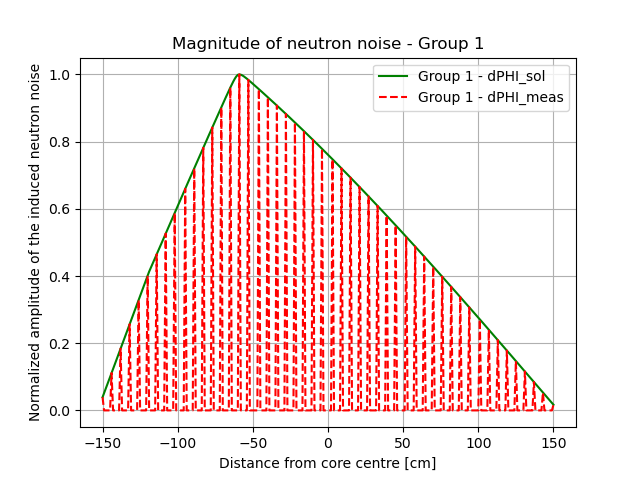 Magnitude of neutron noise - Group 1
Group 1 - dPHI_sol
Group 1 - dPHI_meas
Normalized amplitude of the induced neutron noise
1.0
0.8
0.6
0.4
0.2
0.0
−150 −100 −50 0 50 100 150
Distance from core centre [cm]